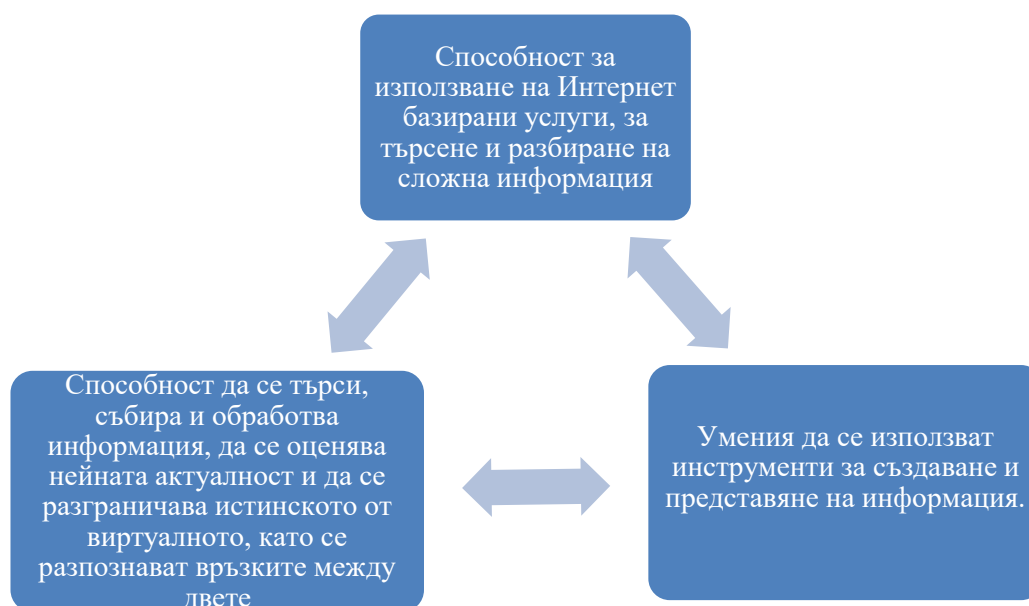 Способност за
използване на Интернет
базирани услуги, за
търсене и разбиране на
сложна информация
Способност да се търси,
събира и обработва
информация, да се оценява
нейната актуалност и да се
разграничава истинското от
виртуалното, като се
разпознават връзките между
двете
Умения да се използват
инструменти за създаване и
представяне на информация.